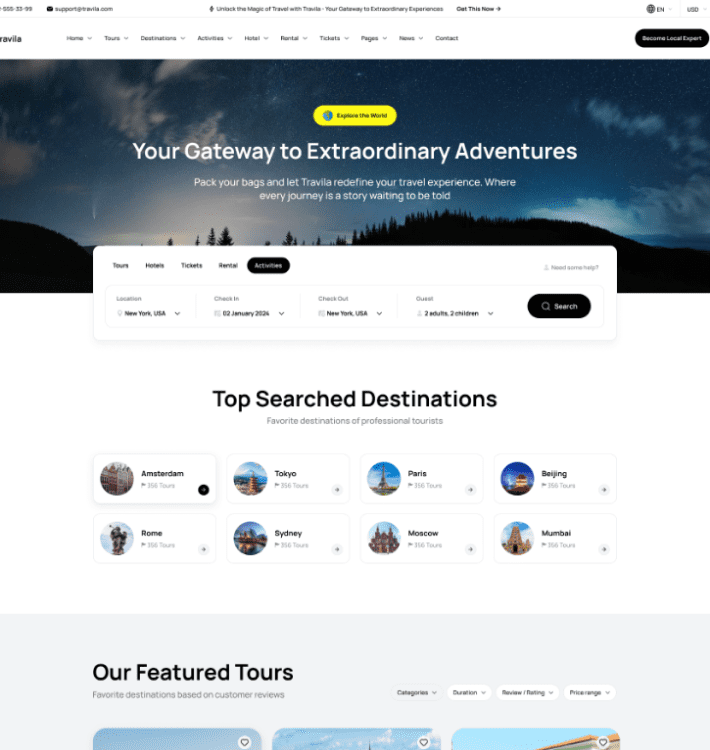 support@travila.com
Unlock the Magic of Travel with Travila - Your Gateway to Extraordinary Experiences
Get This Now
EN
USD
Home
Tours
Destinations
Activities
Hotel
Rental
Tickets
Pages
News
Contact
Become Local Expert
Explore the World
Your Gateway to Extraordinary Adventures
Pack your bags and let Travila redefine your travel experience. Where
every journey is a story waiting to be told
Tours
Hotels
Tickets
Rental
Activities
Need some help?
Location
Check In
Check Out
Guest
New York, USA
02 January 2024
New York, USA
2 adults, 2 children
Search
Top Searched Destinations
Favorite destinations of professional tourists
Amsterdam
356 Tours
Tokyo
356 Tours
Paris
356 Tours
Beijing
356 Tours
Rome
356 Tours
Sydney
356 Tours
Moscow
356 Tours
Mumbai
356 Tours
Our Featured Tours
Favorite destinations based on customer reviews
Categories
Duration
Review / Rating
Price range